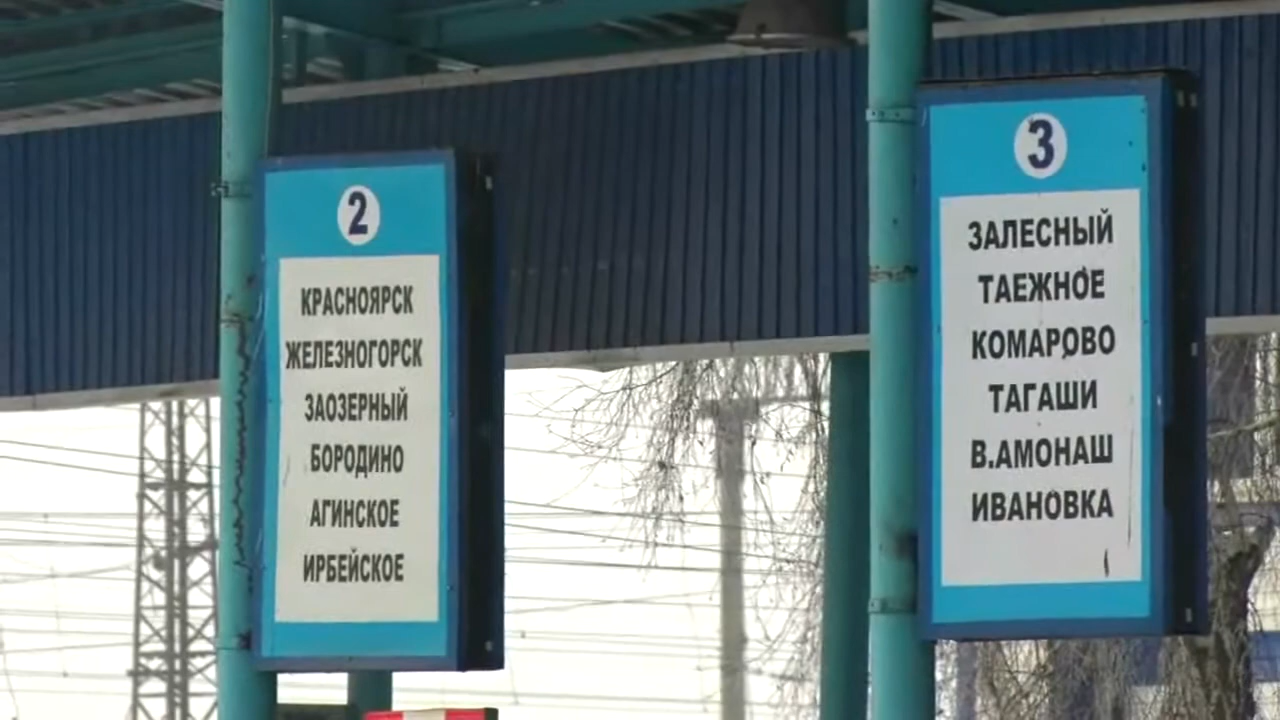 2
КРАСНОЯРСК
ЖЕЛЕЗНОГОРСК
ЗАОЗЕРНЫЙ
БОРОДИНО
АГИНСКОЕ
ИРБЕЙСКОЕ
3
ЗАЛЕСНЫЙ
ТАЕЖНОЕ
КОМАРОВО
ТАГАШИ
В.АМОНАШ
ИВАНОВКА